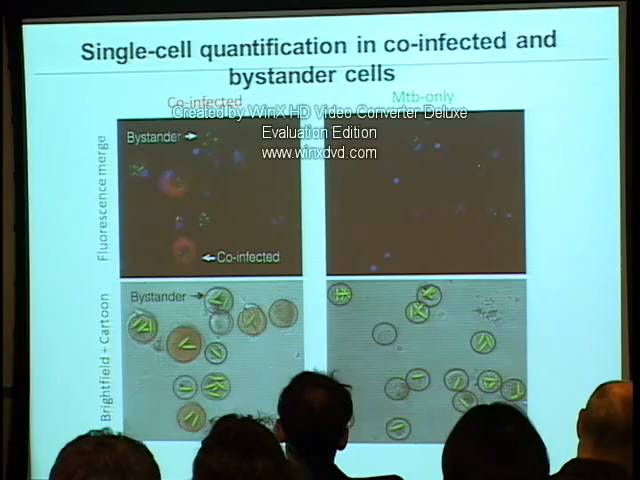 Single-cell quantification in co-infected and
bystander cells
Co-infected
Mtb-only
Created by WinX HD Video Converter Deluxe
Evaluation Edition
www.winxdvd.com
Fluorescence merge
Bystander
Co-infected
Brightfield + Cartoon
Bystander